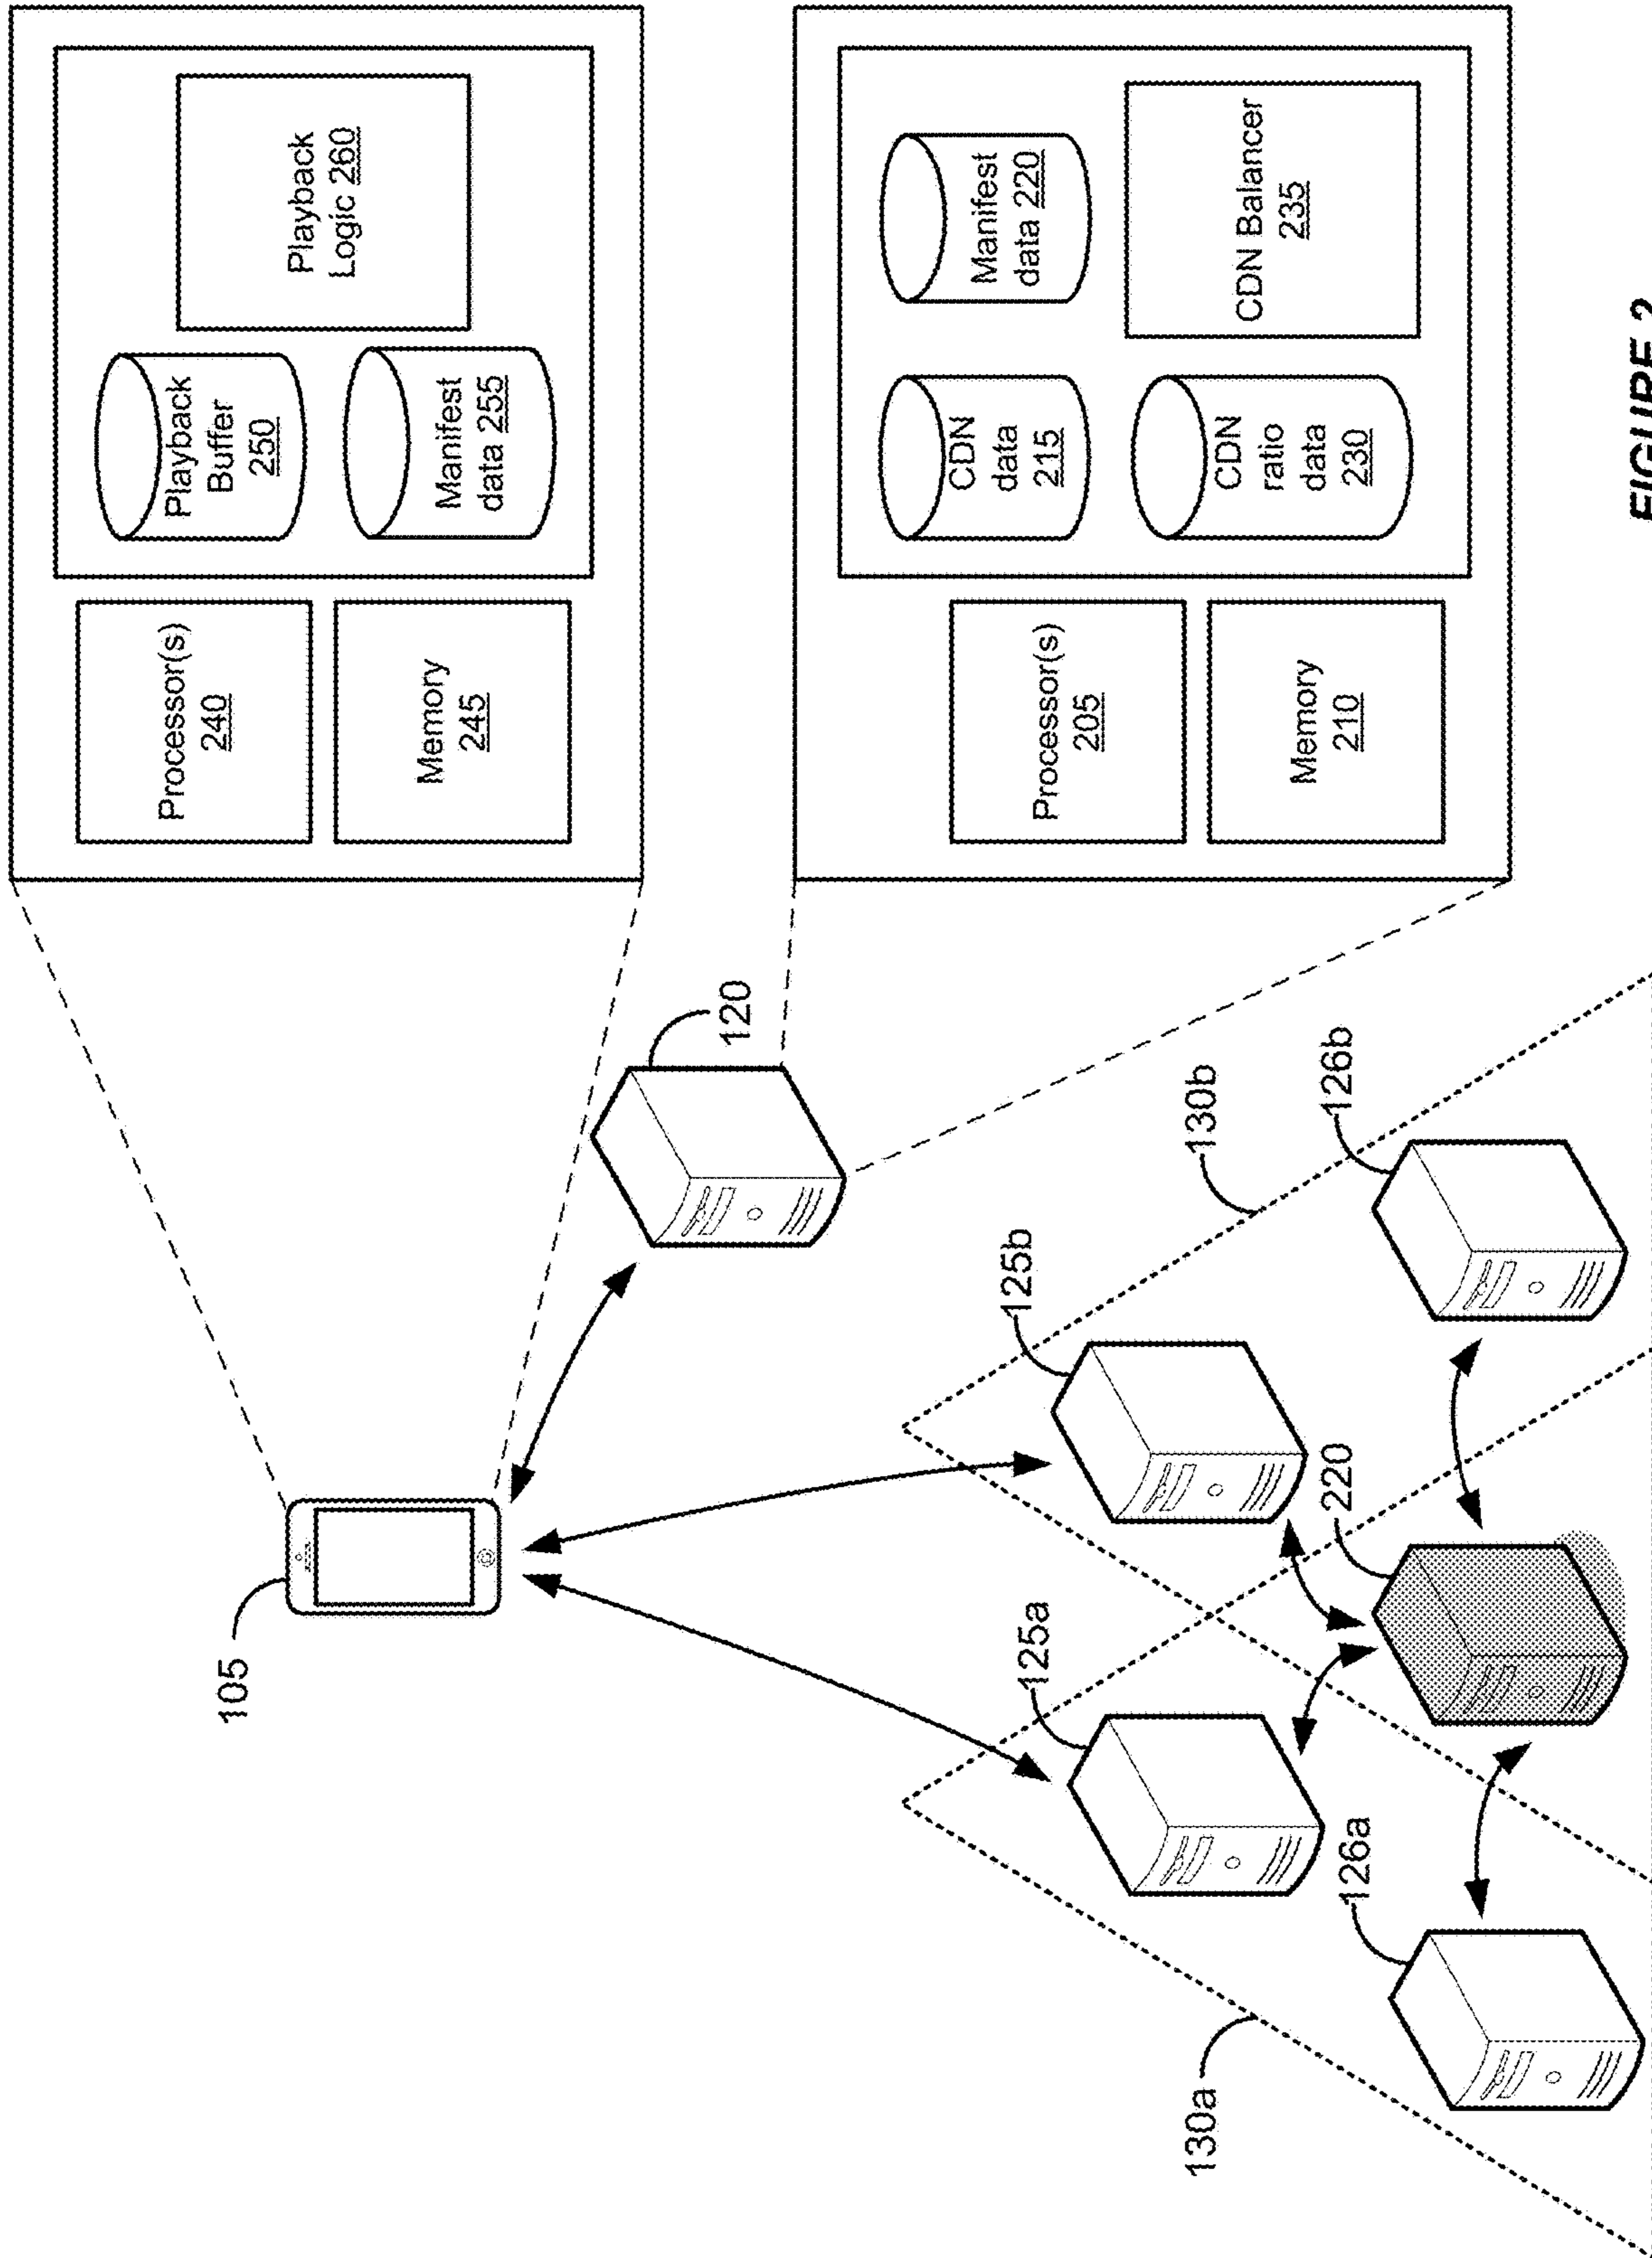 105
Processor(s)
240
Memory
245
Playback
Buffer
250
Manifest
data 255
Playback
Logic 260
120
Processor(s)
205
Memory
210
CDN
data
215
Manifest
data 220
CDN
ratio
data
230
CDN Balancer
235
125a
125b
130a
130b
126a
220
126b
FIGURE 2